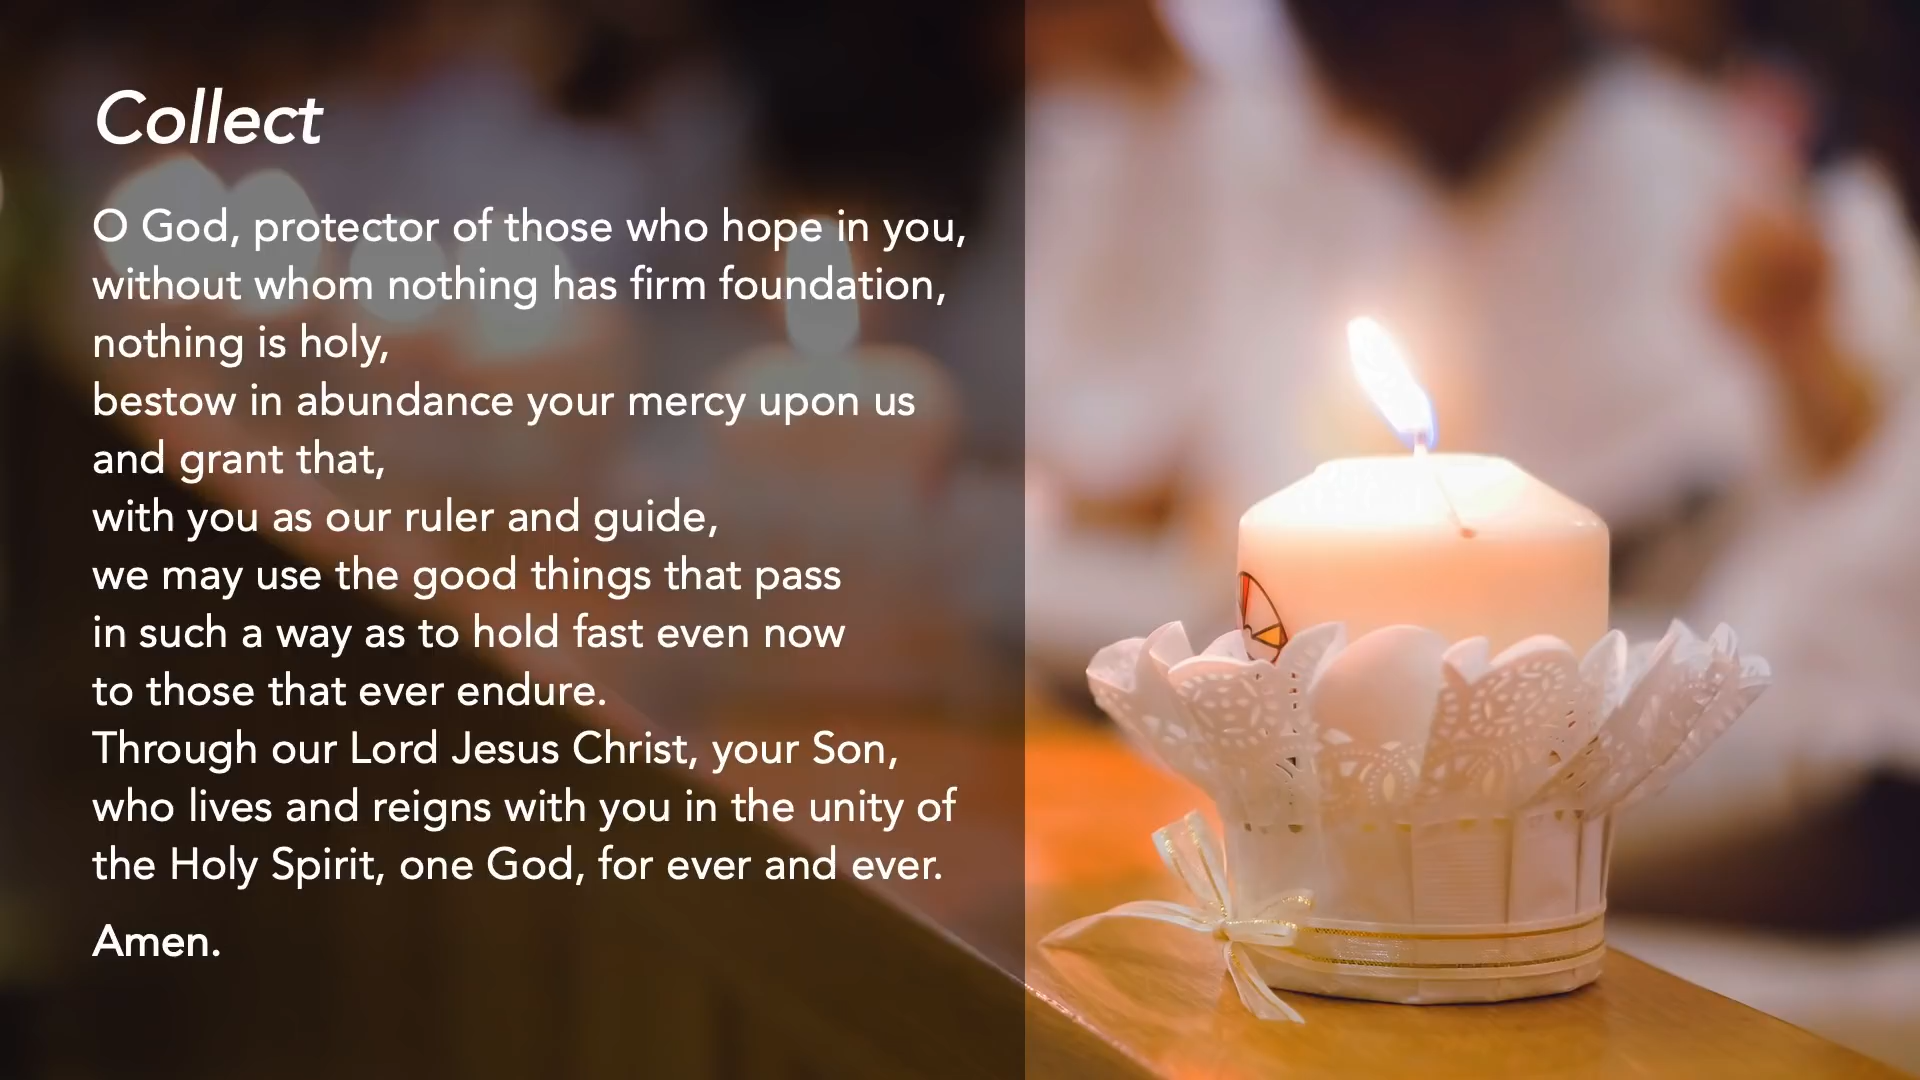 Collect
O God, protector of those who hope in you,
without whom nothing has firm foundation,
nothing is holy,
bestow in abundance your mercy upon us
and grant that,
with you as our ruler and guide,
we may use the good things that pass
in such a way as to hold fast even now
to those that ever endure.
Through our Lord Jesus Christ, your Son,
who lives and reigns with you in the unity of
the Holy Spirit, one God, for ever and ever.
Amen.